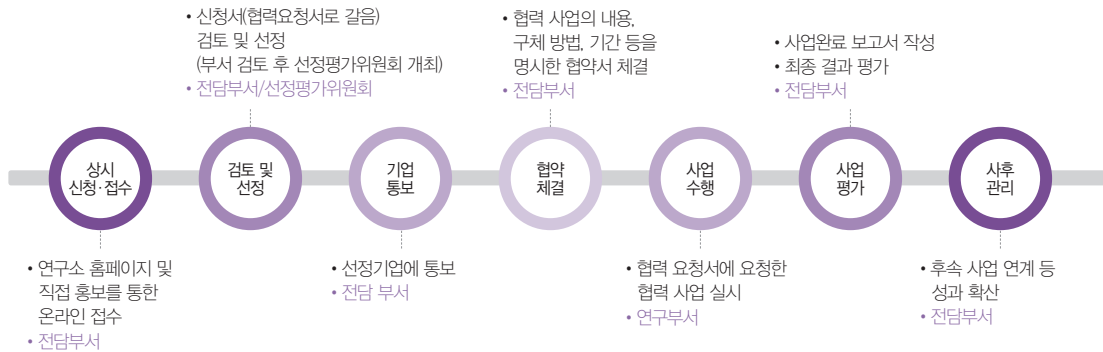 • 신청서(협력요청서로 갈음)
검토 및 선정
(부서 검토 후 선정평가위원회 개최)
• 전담부서/선정평가위원회
• 협력 사업의 내용,
구체 방법, 기간 등을
명시한 협약서 체결
• 전담부서
• 사업완료 보고서 작성
• 최종 결과 평가
• 전담부서
상시
신청·접수
검토 및
선정
기업
통보
협약
체결
사업
수행
사업
평가
사후
관리
• 연구소 홈페이지 및
직접 홍보를 통한
온라인 접수
• 전담부서
• 선정기업에 통보
• 전담 부서
• 협력 요청서에 요청한
협력 사업 실시
• 연구부서
• 후속 사업 연계 등
성과 확산
• 전담부서